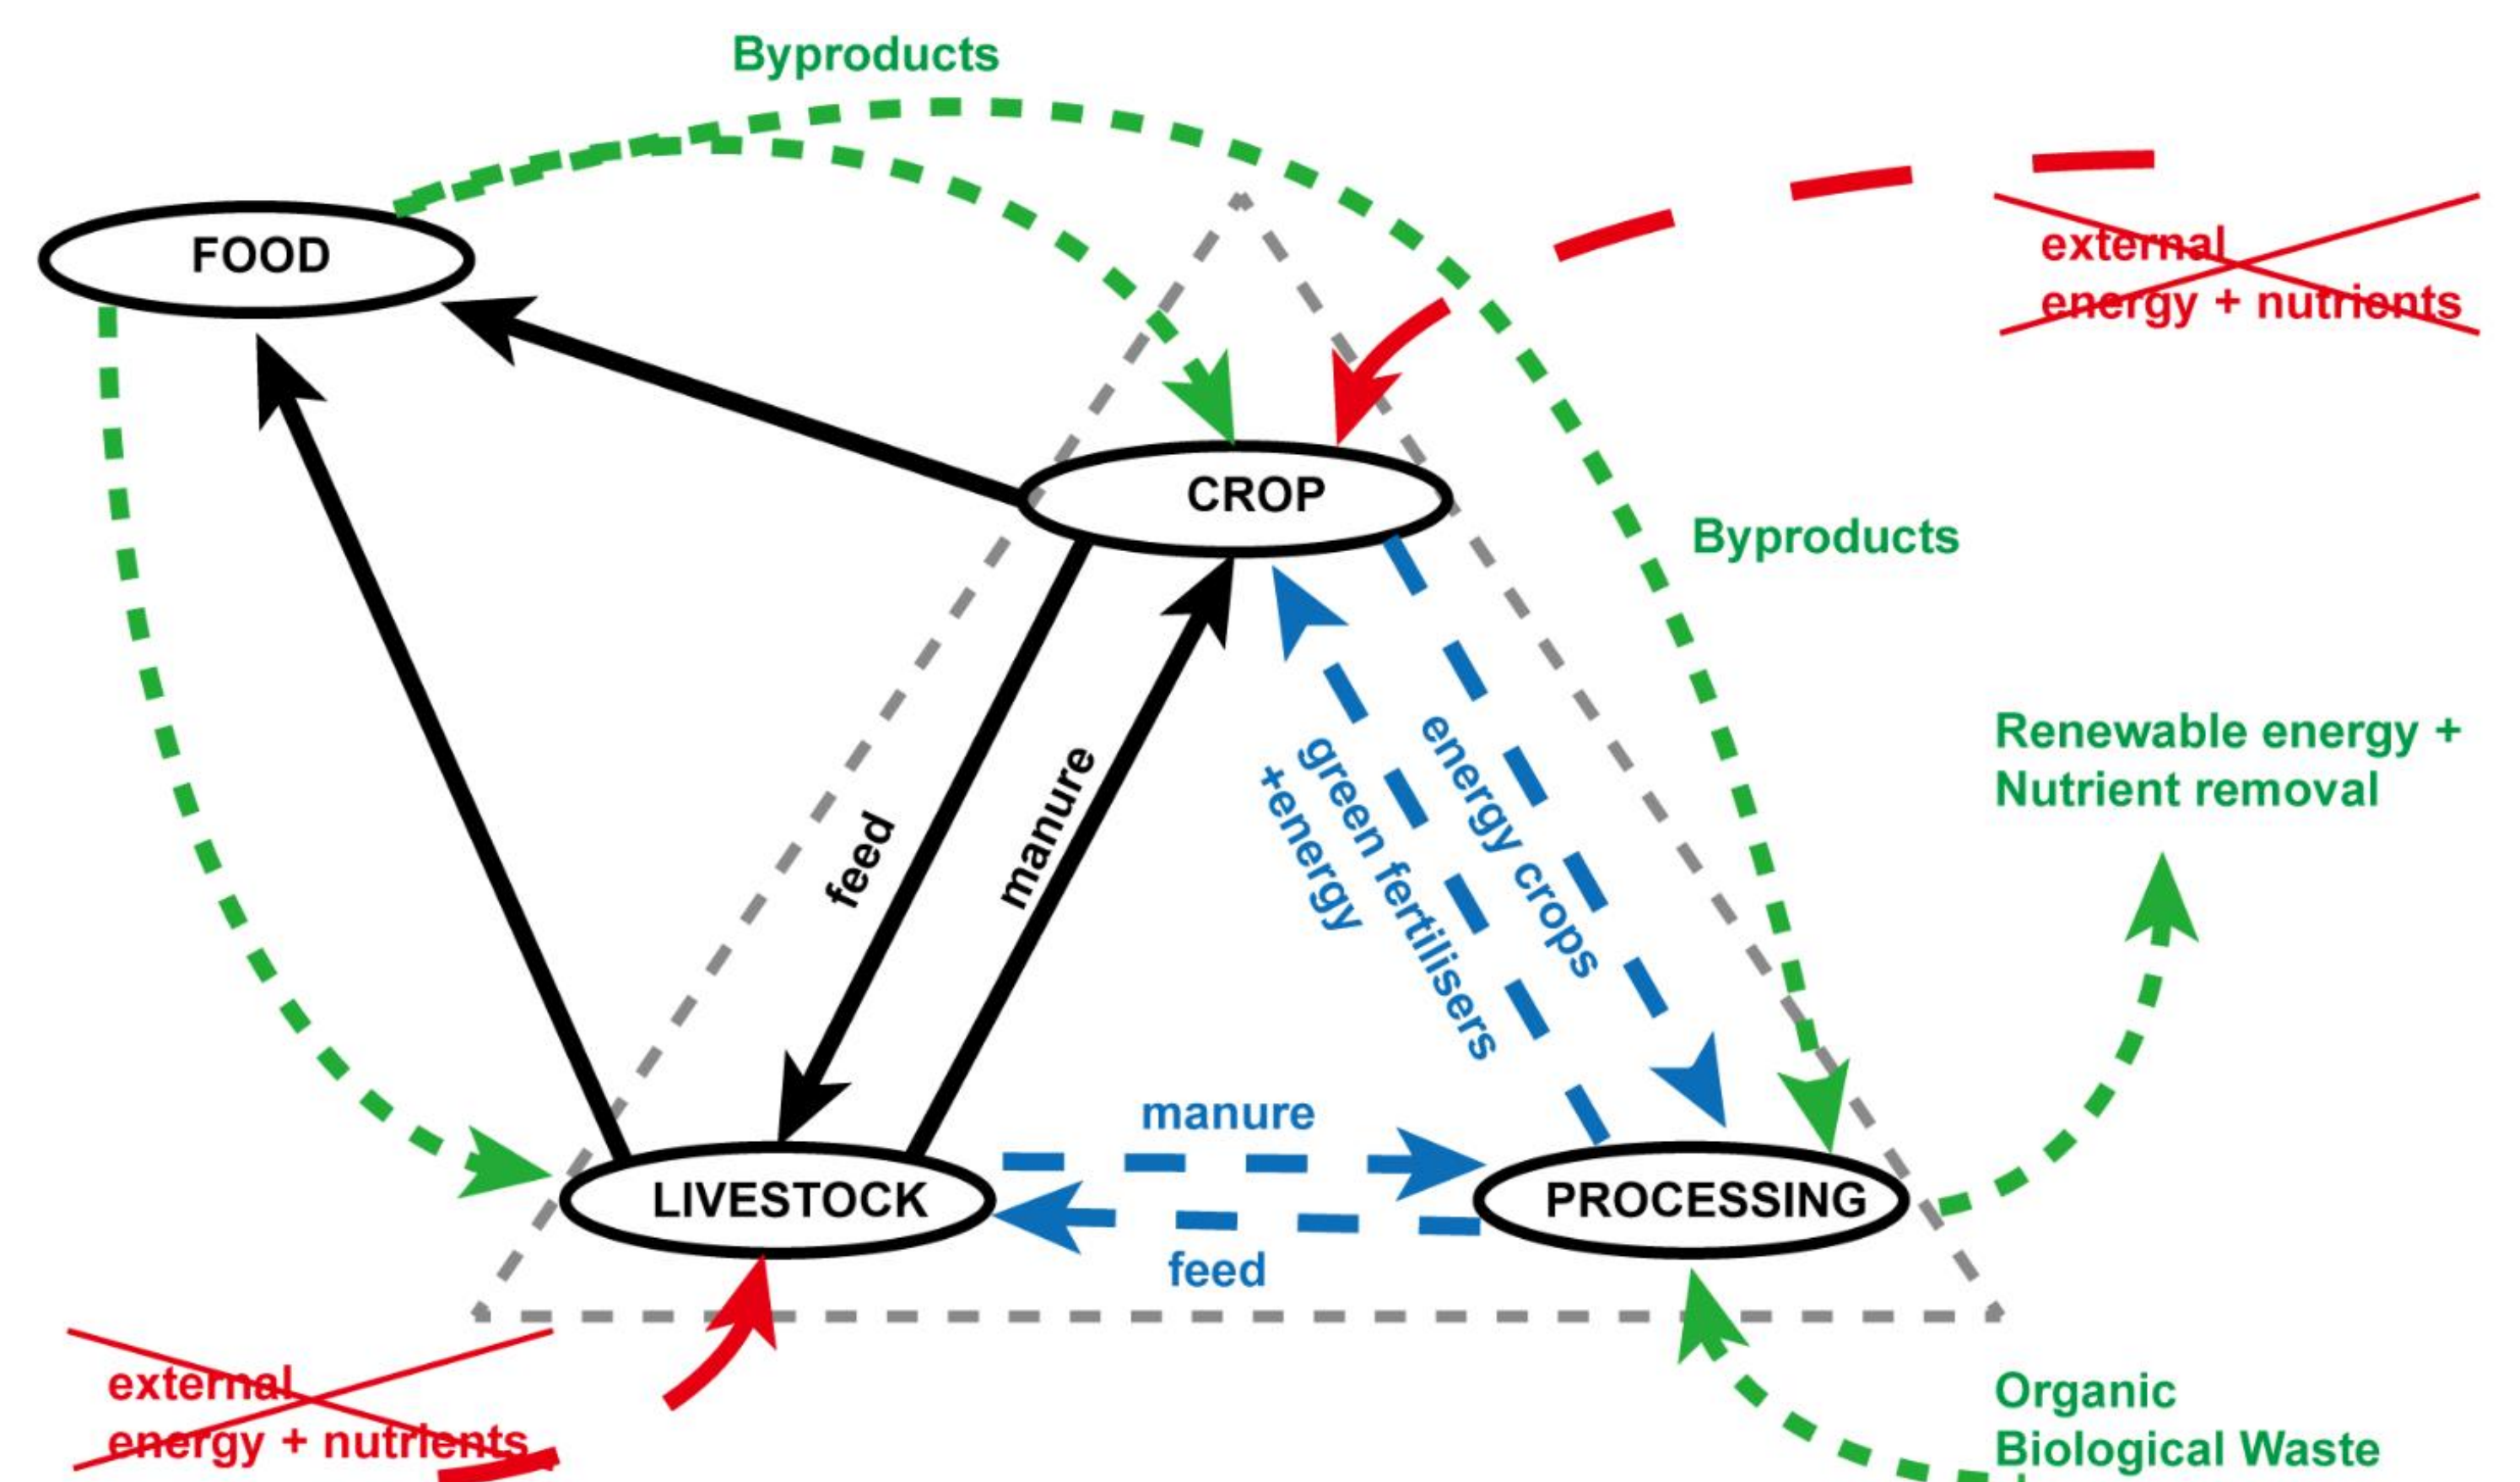 Byproducts
FOOD
external
energy + nutrients
CROP
Byproducts
Renewable energy +
Nutrient removal
feed
manure
energy crops
green fertilisers
+energy
manure
LIVESTOCK
PROCESSING
feed
external
energy + nutrients
Organic
Biological Waste